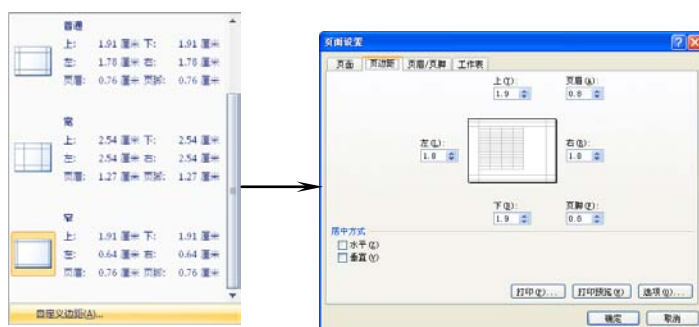 普通
上: 1.91 厘米 下: 1.91 厘米
左: 1.78 厘米 右: 1.78 厘米
页眉: 0.76 厘米 页脚: 0.76 厘米
宽
上: 2.54 厘米 下: 2.54 厘米
左: 2.54 厘米 右: 2.54 厘米
页眉: 1.27 厘米 页脚: 1.27 厘米
窄
上: 1.91 厘米 下: 1.91 厘米
左: 0.64 厘米 右: 0.64 厘米
页眉: 0.76 厘米 页脚: 0.76 厘米
自定义边距(A)...
页面设置
页面 页边距 页眉/页脚 工作表
上(T): 页眉(A):
1.9 0.8
左(L): 右(R):
1.8 1.8
下(B): 页脚(F):
1.9 0.8
居中方式
水平(Z)
垂直(V)
打印(P)... 打印预览(W) 选项(O)...
确定 取消